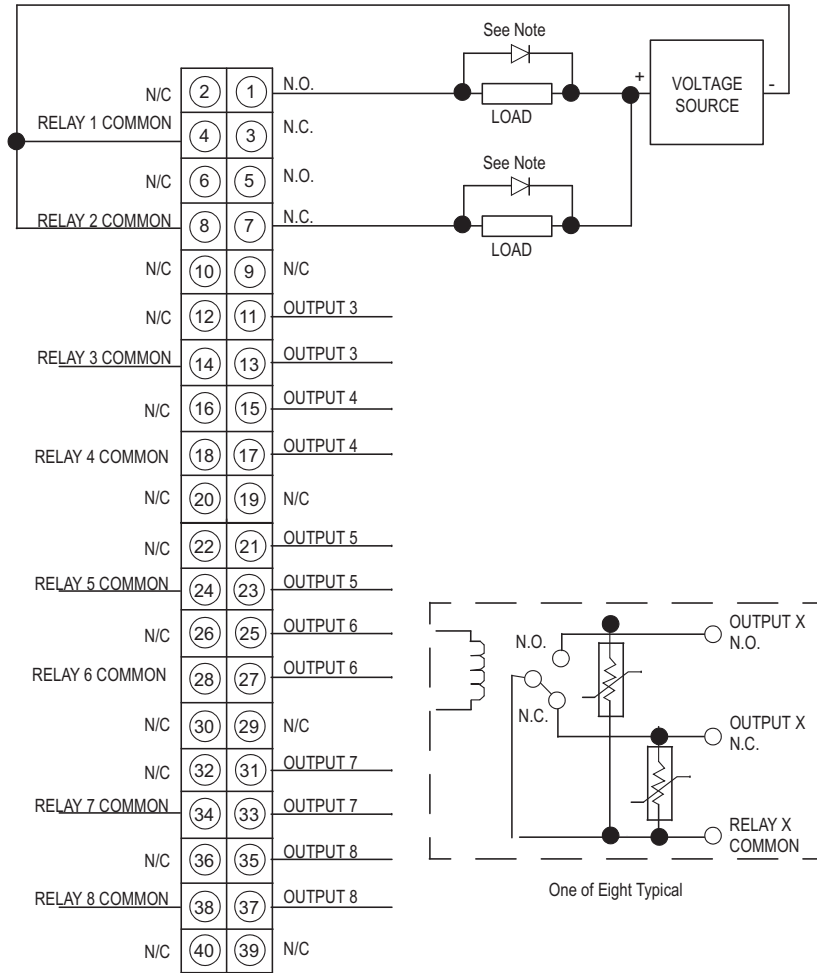 See Note
LOAD
+
VOLTAGE
SOURCE
-
N/C 2 1 N.O.
RELAY 1 COMMON 4 3 N.C.
N/C 6 5 N.O.
See Note
LOAD
RELAY 2 COMMON 8 7 N.C.
N/C 10 9 N/C
N/C 12 11 OUTPUT 3
RELAY 3 COMMON 14 13 OUTPUT 3
N/C 16 15 OUTPUT 4
RELAY 4 COMMON 18 17 OUTPUT 4
N/C 20 19 N/C
N/C 22 21 OUTPUT 5
RELAY 5 COMMON 24 23 OUTPUT 5
N/C 26 25 OUTPUT 6
RELAY 6 COMMON 28 27 OUTPUT 6
N/C 30 29 N/C
N/C 32 31 OUTPUT 7
RELAY 7 COMMON 34 33 OUTPUT 7
N/C 36 35 OUTPUT 8
RELAY 8 COMMON 38 37 OUTPUT 8
N/C 40 39 N/C
N.O.
N.C.
OUTPUT X
N.O.
OUTPUT X
N.C.
RELAY X
COMMON
One of Eight Typical